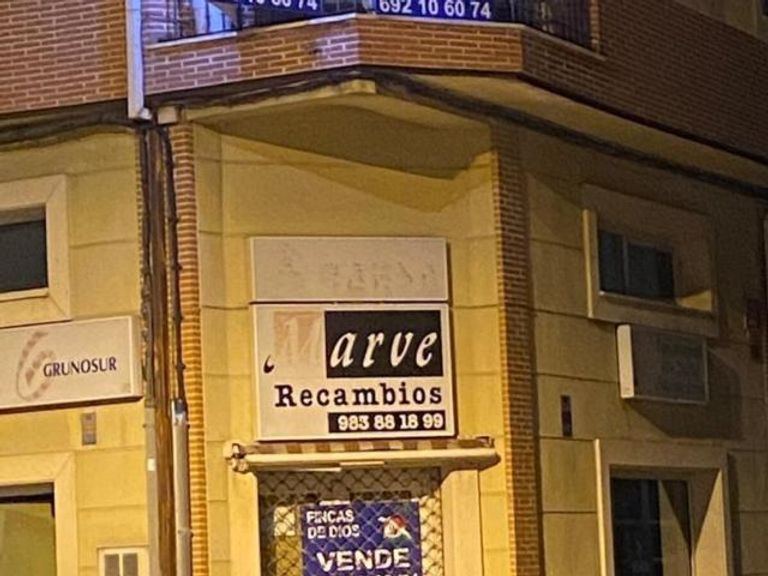 692 10 60 74
GRUNOSUR
Marve
Recambios
983 88 18 99
FINCAS
DE DIOS
VENDE